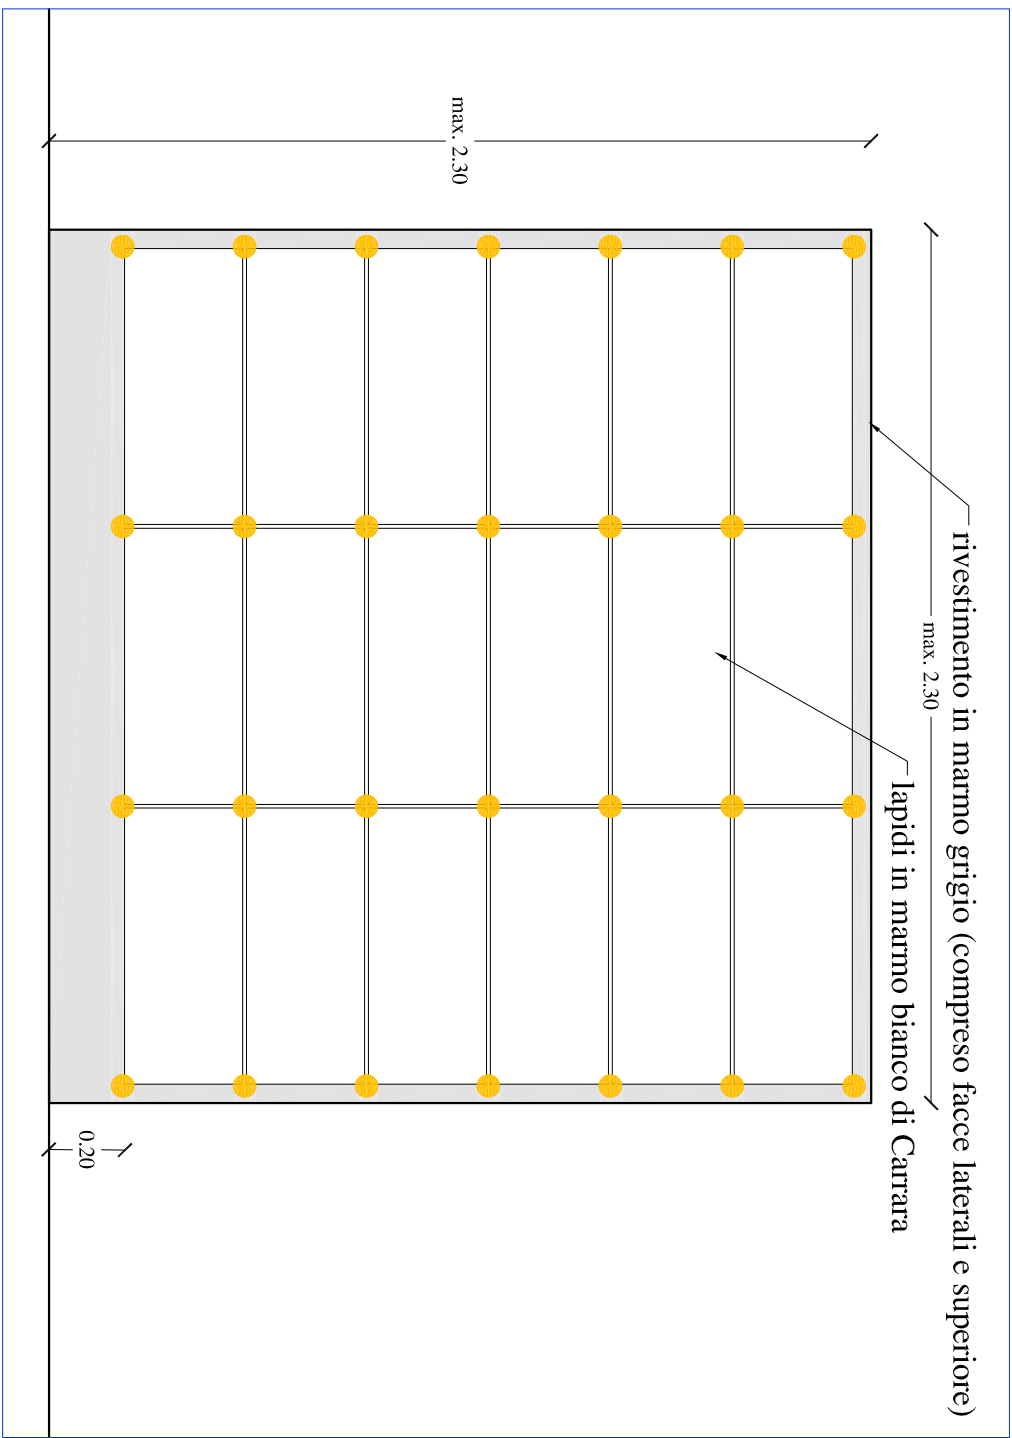 rivestimento in marmo grigio (compreso facce laterali e superiore)
max. 2.30
lapidi in marmo bianco di Carrara
max. 2.30
0.20